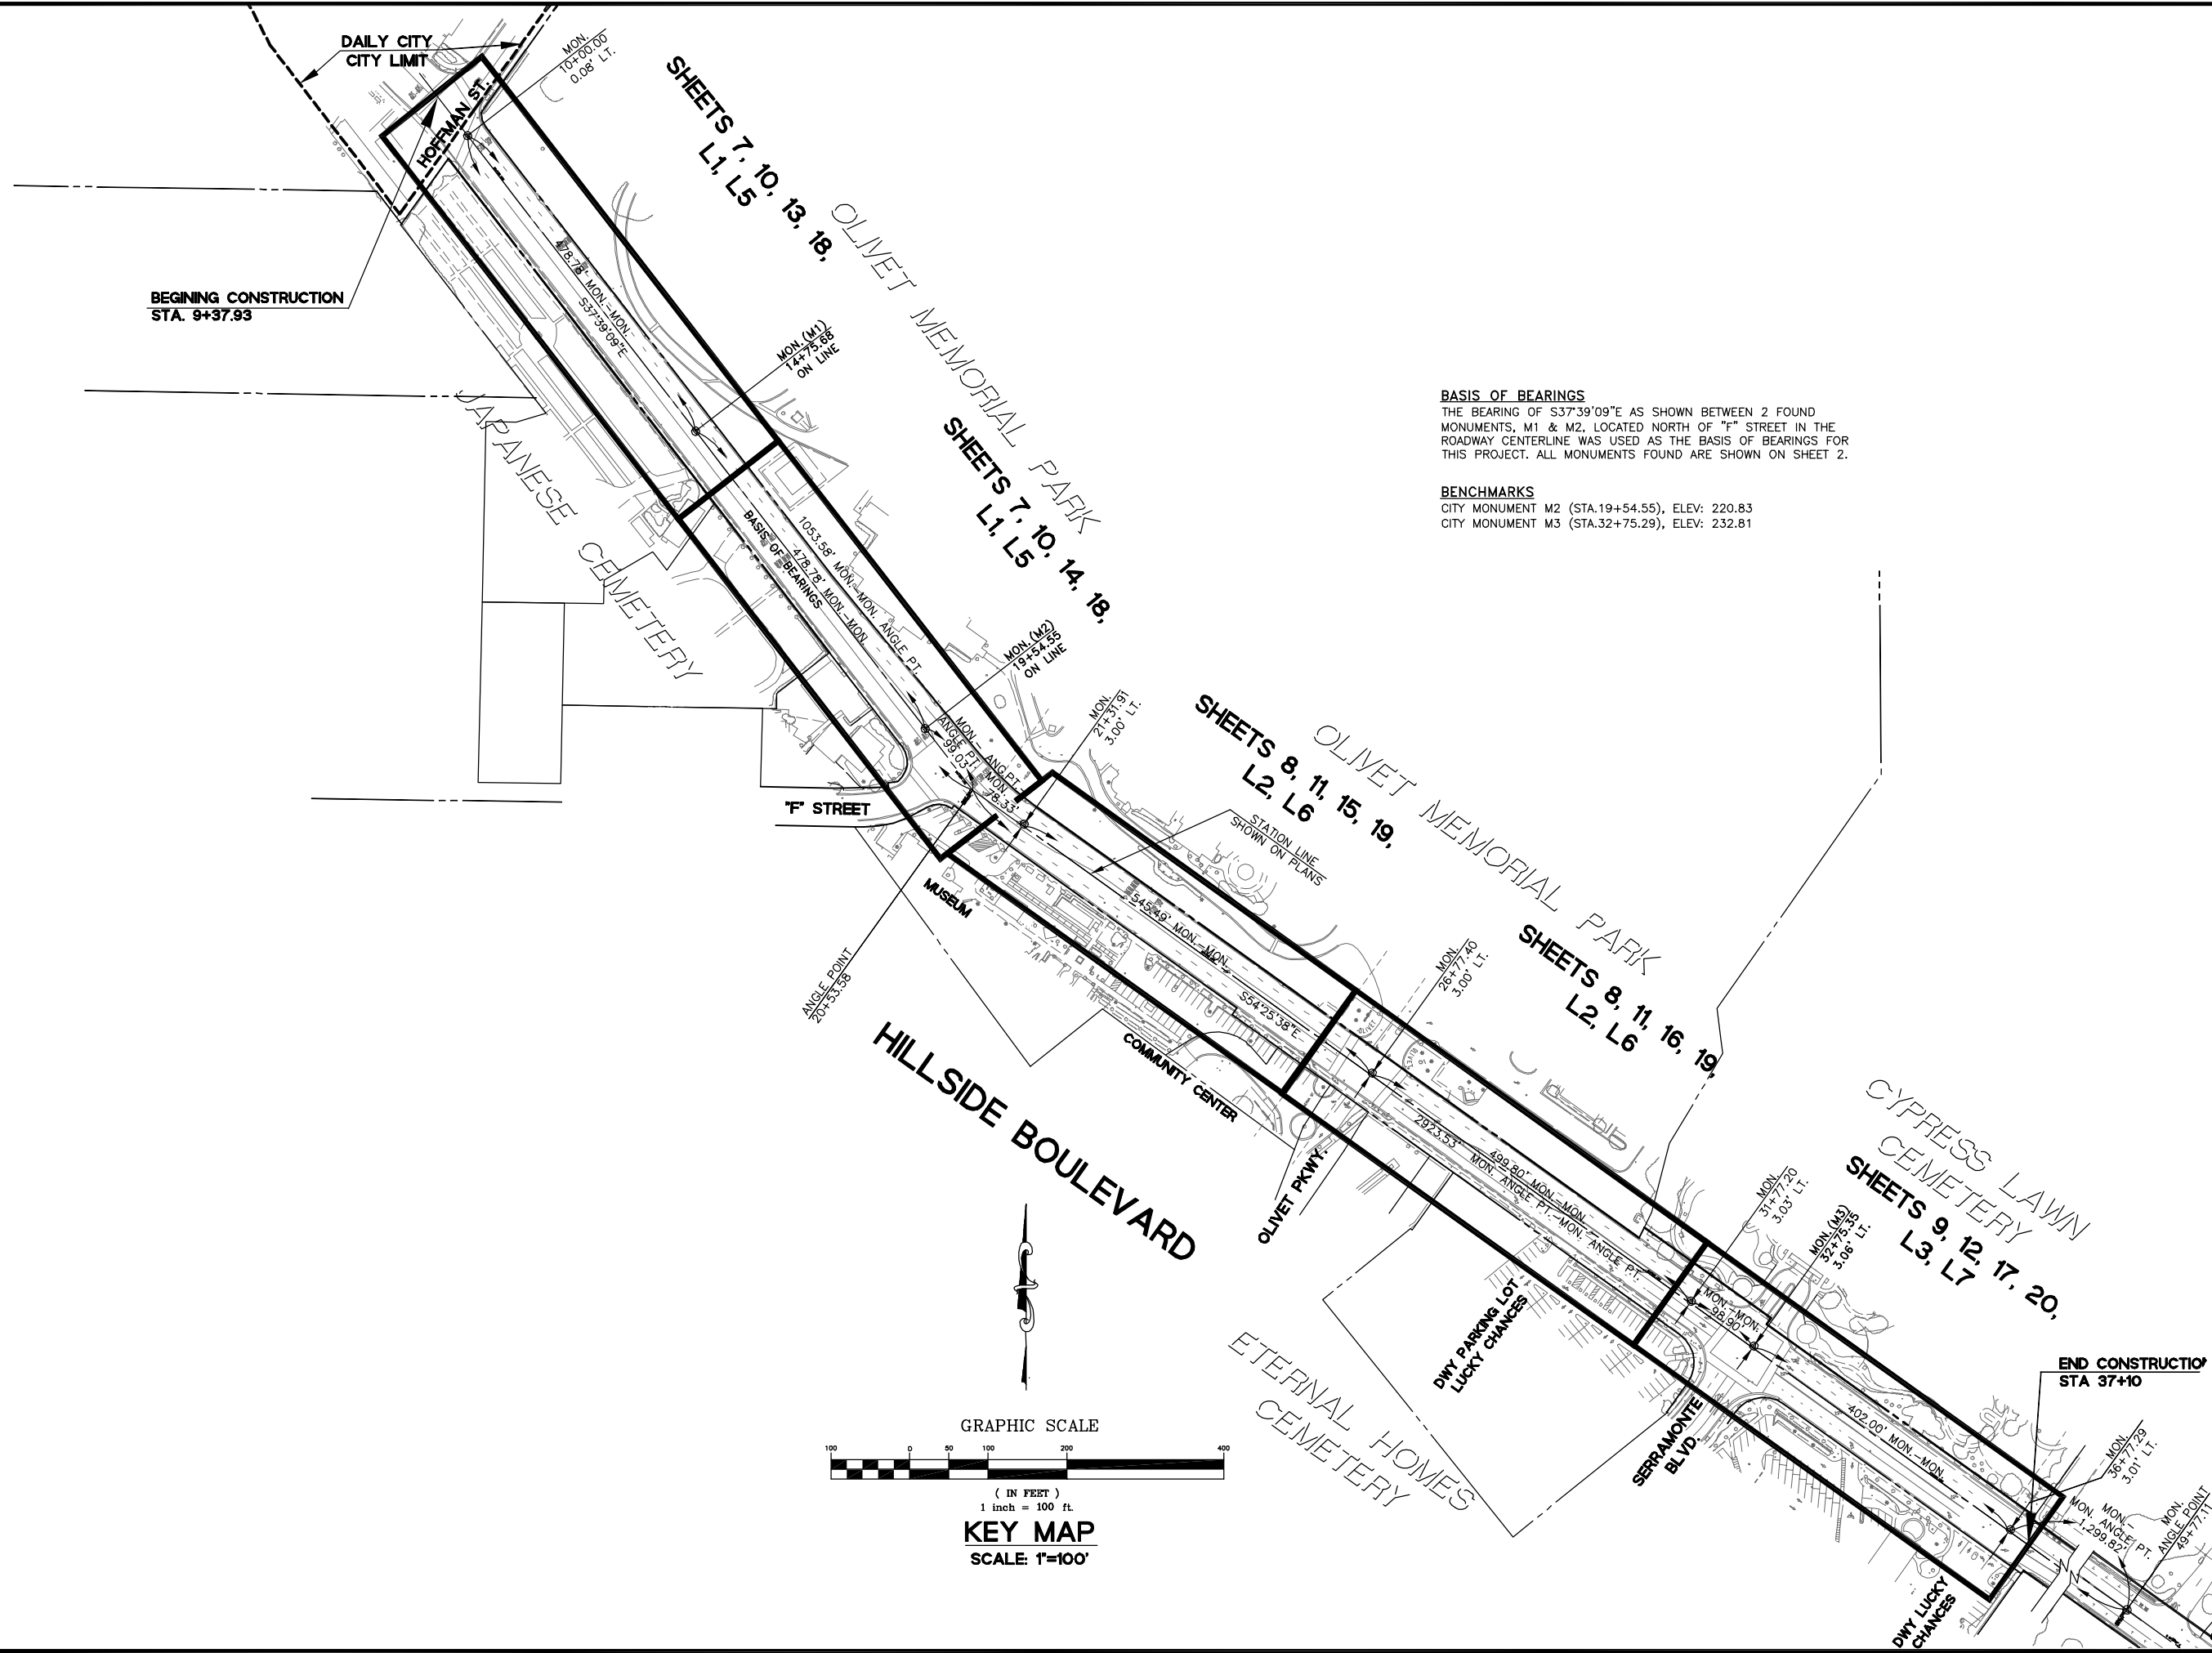 DAILY CITY
CITY LIMIT
HOFFMAN ST.
MON.
10+00.00
0.08' LT.
SHEETS 7, 10, 13, 18,
L1, L5
BEGINING CONSTRUCTION
STA. 9+37.93
478.78' MON.-MON.
S37°39'09"E
MON.(M1)
14+75.68
ON LINE
OLIVET MEMORIAL PARK
JAPANESE CEMETERY
SHEETS 7, 10, 14, 18,
L1, L5
BASIS OF BEARINGS
THE BEARING OF S37°39'09"E AS SHOWN BETWEEN 2 FOUND
MONUMENTS, M1 & M2, LOCATED NORTH OF "F" STREET IN THE
ROADWAY CENTERLINE WAS USED AS THE BASIS OF BEARINGS FOR
THIS PROJECT. ALL MONUMENTS FOUND ARE SHOWN ON SHEET 2.
BENCHMARKS
CITY MONUMENT M2 (STA.19+54.55), ELEV: 220.83
CITY MONUMENT M3 (STA.32+75.29), ELEV: 232.81
1053.58' MON.-MON. ANGLE PT.
478.78' MON.-MON.
BASIS OF BEARINGS
MON.(M2)
19+54.55
ON LINE
MON.-
ANGLE PT.
99.03'
ANG.PT.-
MON.
78.33'
MON.
21+31.91
3.00' LT.
"F" STREET
MUSEUM
ANGLE POINT
20+53.58
SHEETS 8, 11, 15, 19,
L2, L6
STATION LINE
SHOWN ON PLANS
OLIVET MEMORIAL PARK
545.49' MON.-MON.
S54°25'38"E
MON.
26+77.40
3.00' LT.
SHEETS 8, 11, 16, 19,
L2, L6
COMMUNITY CENTER
HILLSIDE BOULEVARD
OLIVET PKWY.
2923.53'
MON. ANGLE PT.-MON. ANGLE PT.
499.80' MON.-MON.
CYPRESS LAWN
CEMETERY
MON.
31+77.20
3.03' LT.
MON.(M3)
32+75.35
3.06' LT.
SHEETS 9, 12, 17, 20,
L3, L7
MON.-MON.
98.90'
DWY PARKING LOT
LUCKY CHANCES
ETERNAL HOMES
CEMETERY
SERRAMONTE
BLVD.
402.00' MON.-MON.
END CONSTRUCTIO
STA 37+10
MON.
36+77.29
3.01' LT.
MON.-
MON. ANGLE PT.
1,299.82'
MON.
ANGLE POINT
49+77.11
DWY LUCKY
CHANCES
GRAPHIC SCALE
100 0 50 100 200 400
( IN FEET )
1 inch = 100 ft.
KEY MAP
SCALE: 1"=100'